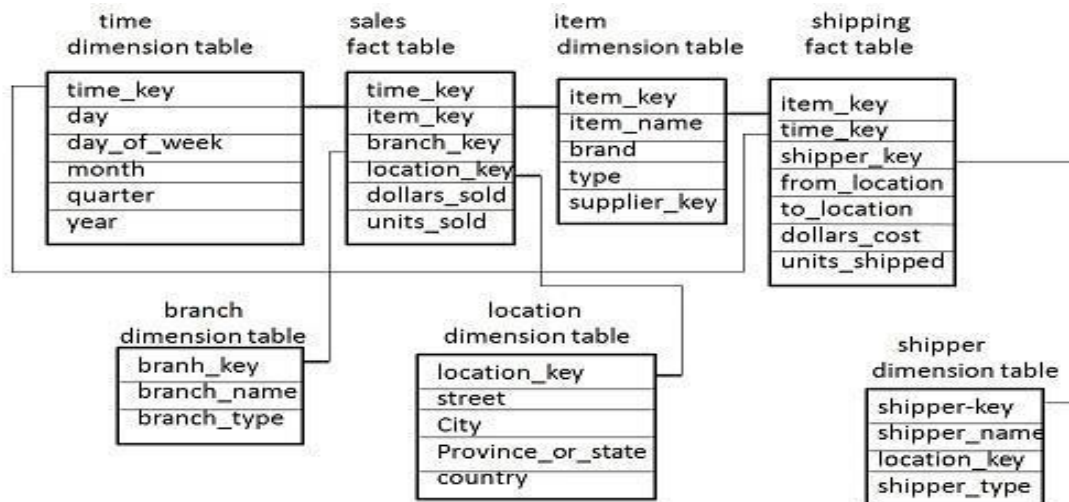 time
dimension table
time_key
day
day_of_week
month
quarter
year
sales
fact table
time_key
item_key
branch_key
location_key
dollars_sold
units_sold
item
dimension table
item_key
item_name
brand
type
supplier_key
shipping
fact table
item_key
time_key
shipper_key
from_location
to_location
dollars_cost
units_shipped
branch
dimension table
branh_key
branch_name
branch_type
location
dimension table
location_key
street
City
Province_or_state
country
shipper
dimension table
shipper-key
shipper_name
location_key
shipper_type